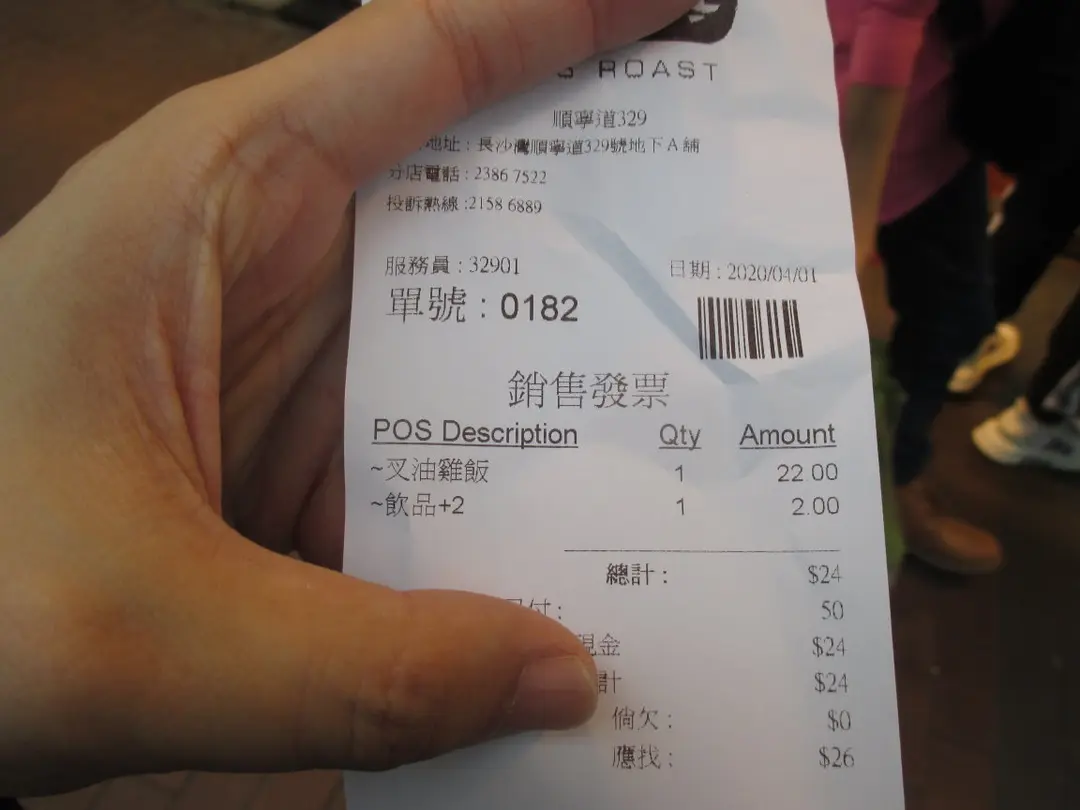 ROAST
順寧道329
地址 : 長沙灣順寧道329號地下A舖
分店電話 : 2386 7522
投訴熱線 :2158 6889
服務員 : 32901 日期 : 2020/04/01
單號 : 0182
銷售發票
POS Description Qty Amount
~叉油雞飯 1 22.00
~飲品+2 1 2.00
總計 : $24
付 : 50
現金 $24
計 $24
倘欠 : $0
應找 : $26